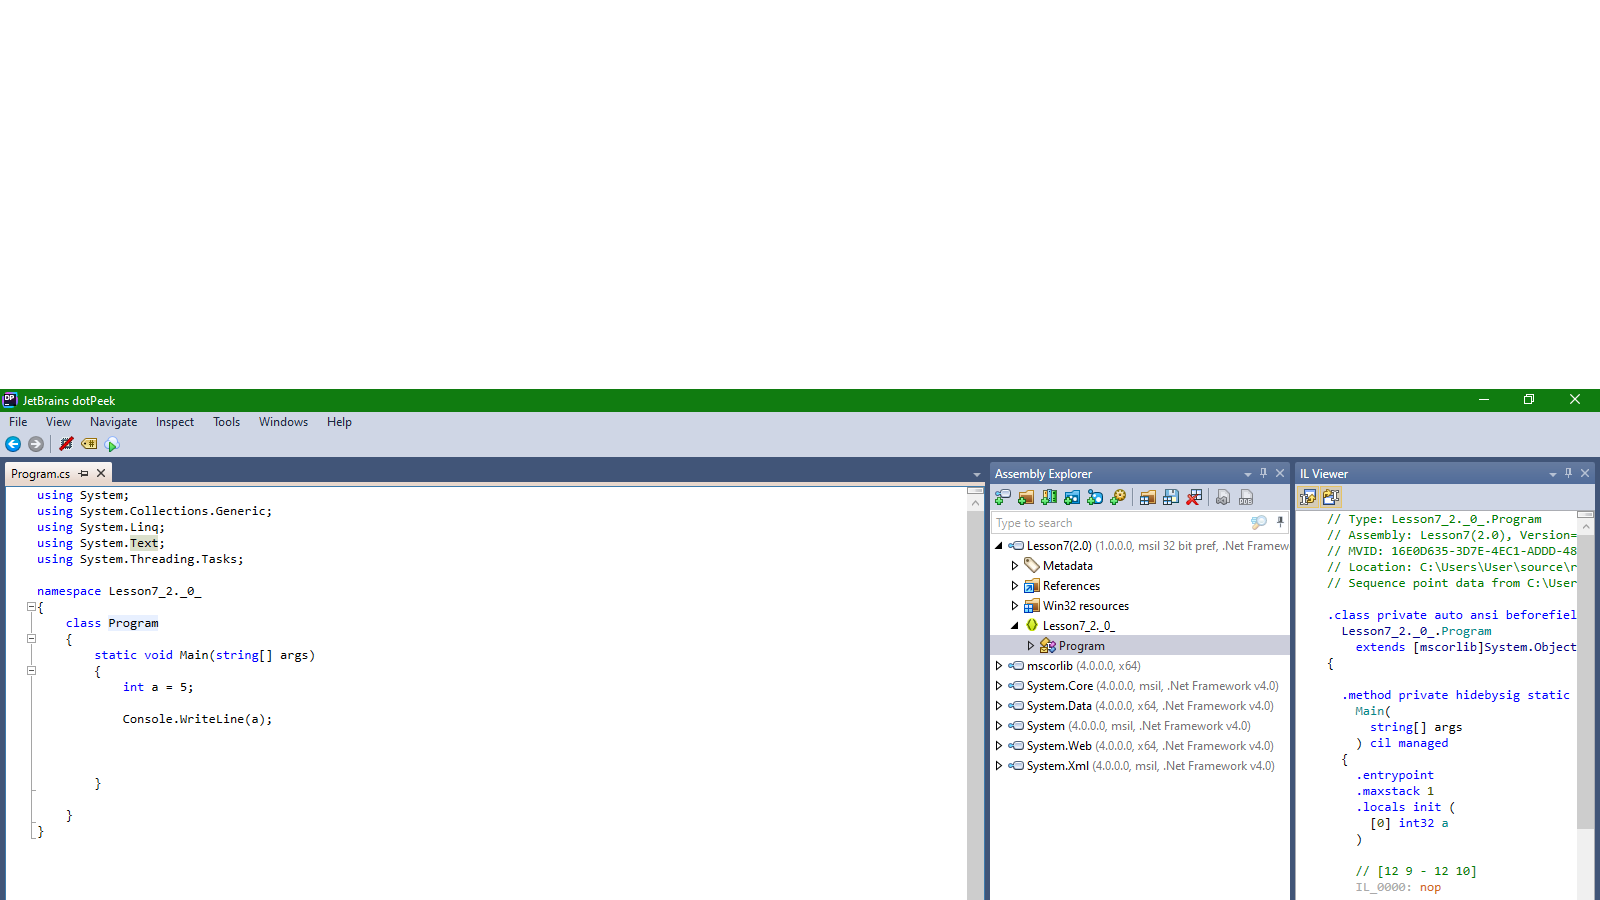 JetBrains dotPeek
File View Navigate Inspect Tools Windows Help
Program.cs
using System;
using System.Collections.Generic;
using System.Linq;
using System.Text;
using System.Threading.Tasks;
namespace Lesson7_2._0_
{
class Program
{
static void Main(string[] args)
{
int a = 5;
Console.WriteLine(a);
}
}
}
Assembly Explorer
Type to search
Lesson7(2.0) (1.0.0.0, msil 32 bit pref, .Net Framew
Metadata
References
Win32 resources
Lesson7_2._0_
Program
mscorlib (4.0.0.0, x64)
System.Core (4.0.0.0, msil, .Net Framework v4.0)
System.Data (4.0.0.0, x64, .Net Framework v4.0)
System (4.0.0.0, msil, .Net Framework v4.0)
System.Web (4.0.0.0, x64, .Net Framework v4.0)
System.Xml (4.0.0.0, msil, .Net Framework v4.0)
IL Viewer
// Type: Lesson7_2._0_.Program
// Assembly: Lesson7(2.0), Version=
// MVID: 16E0D635-3D7E-4EC1-ADDD-48
// Location: C:\Users\User\source\r
// Sequence point data from C:\User
.class private auto ansi beforefiel
Lesson7_2._0_.Program
extends [mscorlib]System.Object
{
.method private hidebysig static
Main(
string[] args
) cil managed
{
.entrypoint
.maxstack 1
.locals init (
[0] int32 a
)
// [12 9 - 12 10]
IL_0000: nop